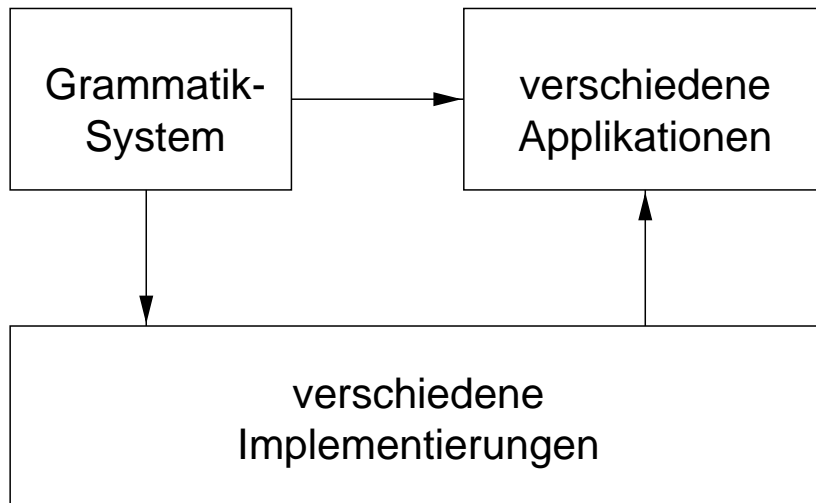 Grammatik-
System
verschiedene
Applikationen
verschiedene
Implementierungen